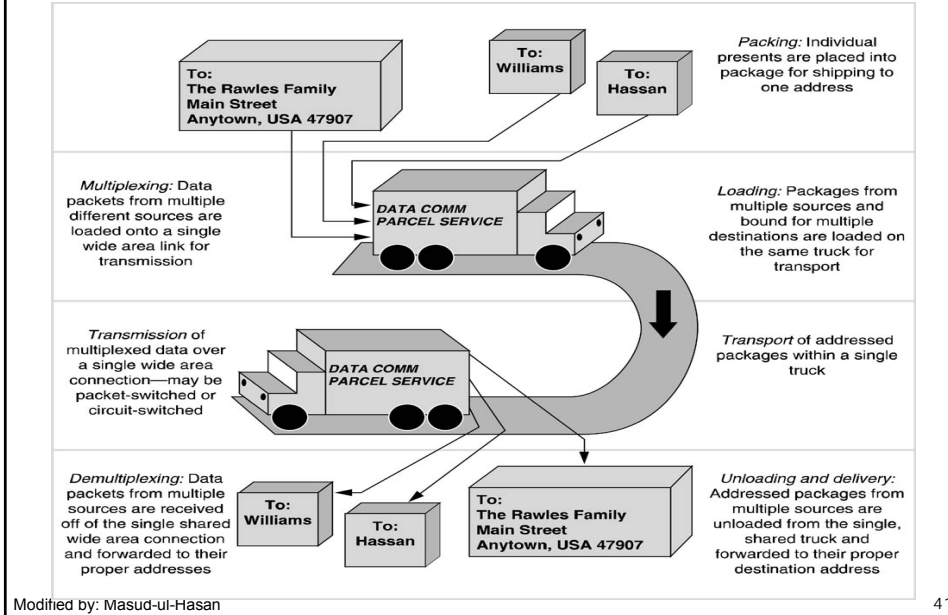 To:
The Rawles Family
Main Street
Anytown, USA 47907
To:
Williams
To:
Hassan
Packing: Individual
presents are placed into
package for shipping to
one address
Multiplexing: Data
packets from multiple
different sources are
loaded onto a single
wide area link for
transmission
DATA COMM
PARCEL SERVICE
Loading: Packages from
multiple sources and
bound for multiple
destinations are loaded on
the same truck for
transport
Transmission of
multiplexed data over
a single wide area
connection—may be
packet-switched or
circuit-switched
DATA COMM
PARCEL SERVICE
Transport of addressed
packages within a single
truck
Demultiplexing: Data
packets from multiple
sources are received
off of the single shared
wide area connection
and forwarded to their
proper addresses
To:
Williams
To:
Hassan
To:
The Rawles Family
Main Street
Anytown, USA 47907
Unloading and delivery:
Addressed packages from
multiple sources are
unloaded from the single,
shared truck and
forwarded to their proper
destination address
Modified by: Masud-ul-Hasan
41